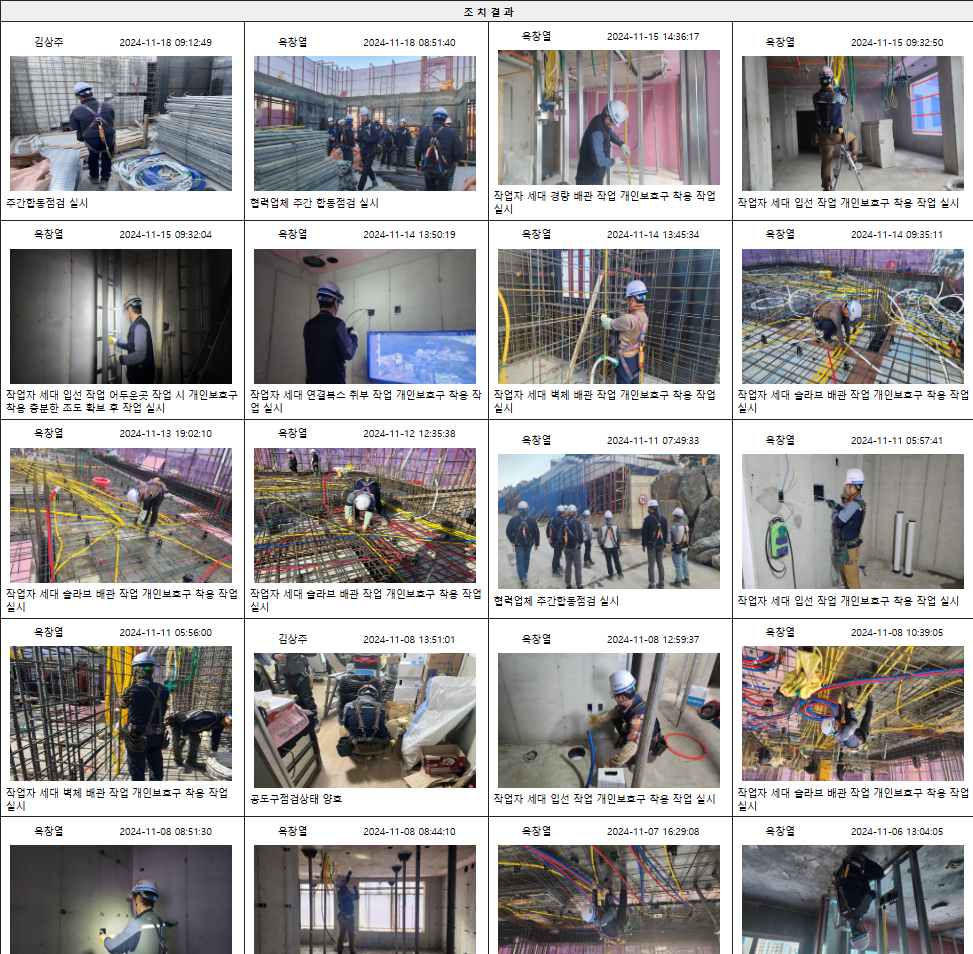 조 치 결 과
김상주 2024-11-18 09:12:49
주간합동점검 실시
옥창열 2024-11-18 08:51:40
협력업체 주간 합동점검 실시
옥창열 2024-11-15 14:36:17
작업자 세대 경량 배관 작업 개인보호구 착용 작업
실시
옥창열 2024-11-15 09:32:50
작업자 세대 입선 작업 개인보호구 착용 작업 실시
옥창열 2024-11-15 09:32:04
작업자 세대 입선 작업 어두운곳 작업 시 개인보호구
착용 충분한 조도 확보 후 작업 실시
옥창열 2024-11-14 13:50:19
작업자 세대 연결복스 취부 작업 개인보호구 착용 작
업 실시
옥창열 2024-11-14 13:45:34
작업자 세대 벽체 배관 작업 개인보호구 착용 작업
실시
옥창열 2024-11-14 09:35:11
작업자 세대 슬라브 배관 작업 개인보호구 착용 작업
실시
옥창열 2024-11-13 19:02:10
작업자 세대 슬라브 배관 작업 개인보호구 착용 작업
실시
옥창열 2024-11-12 12:35:38
작업자 세대 슬라브 배관 작업 개인보호구 착용 작업
실시
옥창열 2024-11-11 07:49:33
협력업체 주간합동점검 실시
옥창열 2024-11-11 05:57:41
작업자 세대 입선 작업 개인보호구 착용 작업 실시
옥창열 2024-11-11 05:56:00
작업자 세대 벽체 배관 작업 개인보호구 착용 작업
실시
김상주 2024-11-08 13:51:01
공도구점검상태 양호
옥창열 2024-11-08 12:59:37
작업자 세대 입선 작업 개인보호구 착용 작업 실시
옥창열 2024-11-08 10:39:05
작업자 세대 슬라브 배관 작업 개인보호구 착용 작업
실시
옥창열 2024-11-08 08:51:30
옥창열 2024-11-08 08:44:10
옥창열 2024-11-07 16:29:08
옥창열 2024-11-06 13:04:05